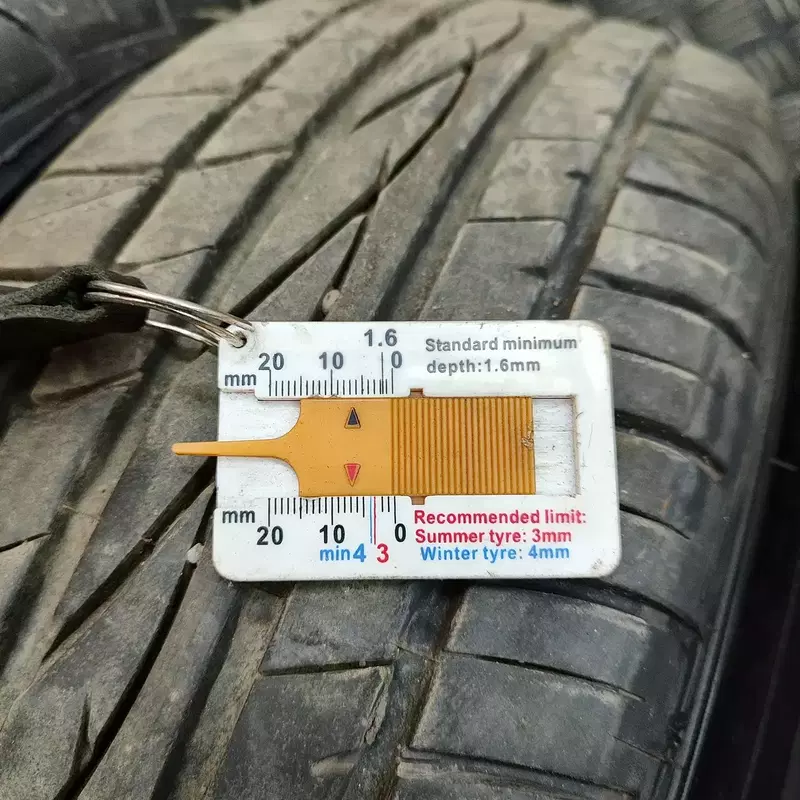 1.6
20 10 0
mm
Standard minimum
depth:1.6mm
mm
20 10 0
min4 3
Recommended limit:
Summer tyre: 3mm
Winter tyre: 4mm